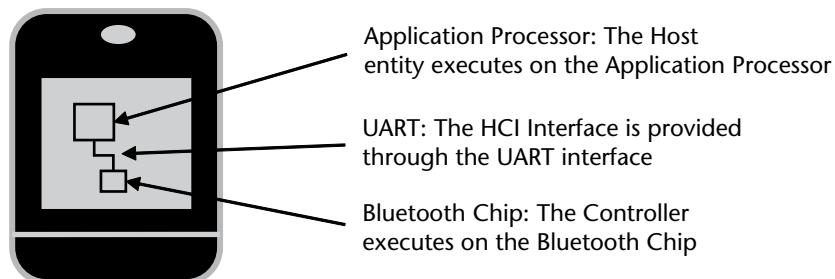 Application Processor: The Host
entity executes on the Application Processor
UART: The HCI Interface is provided
through the UART interface
Bluetooth Chip: The Controller
executes on the Bluetooth Chip